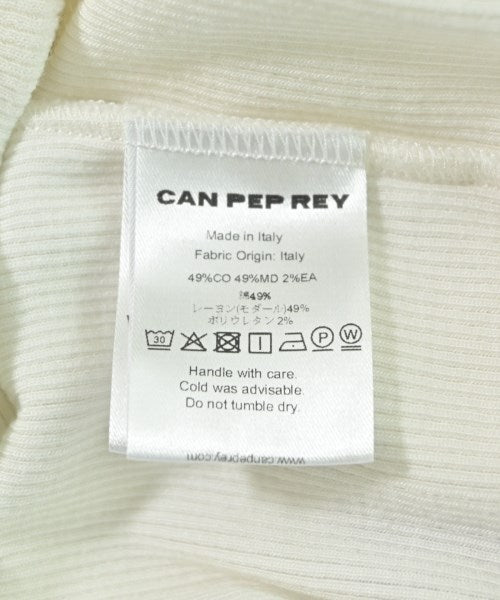 CAN PEP REY
Made in Italy
Fabric Origin: Italy
49%CO 49%MD 2%EA
綿49%
レーヨン(モダール)49%
ポリウレタン2%
30 P W
Handle with care.
Cold was advisable.
Do not tumble dry.
www.canpeprey.com